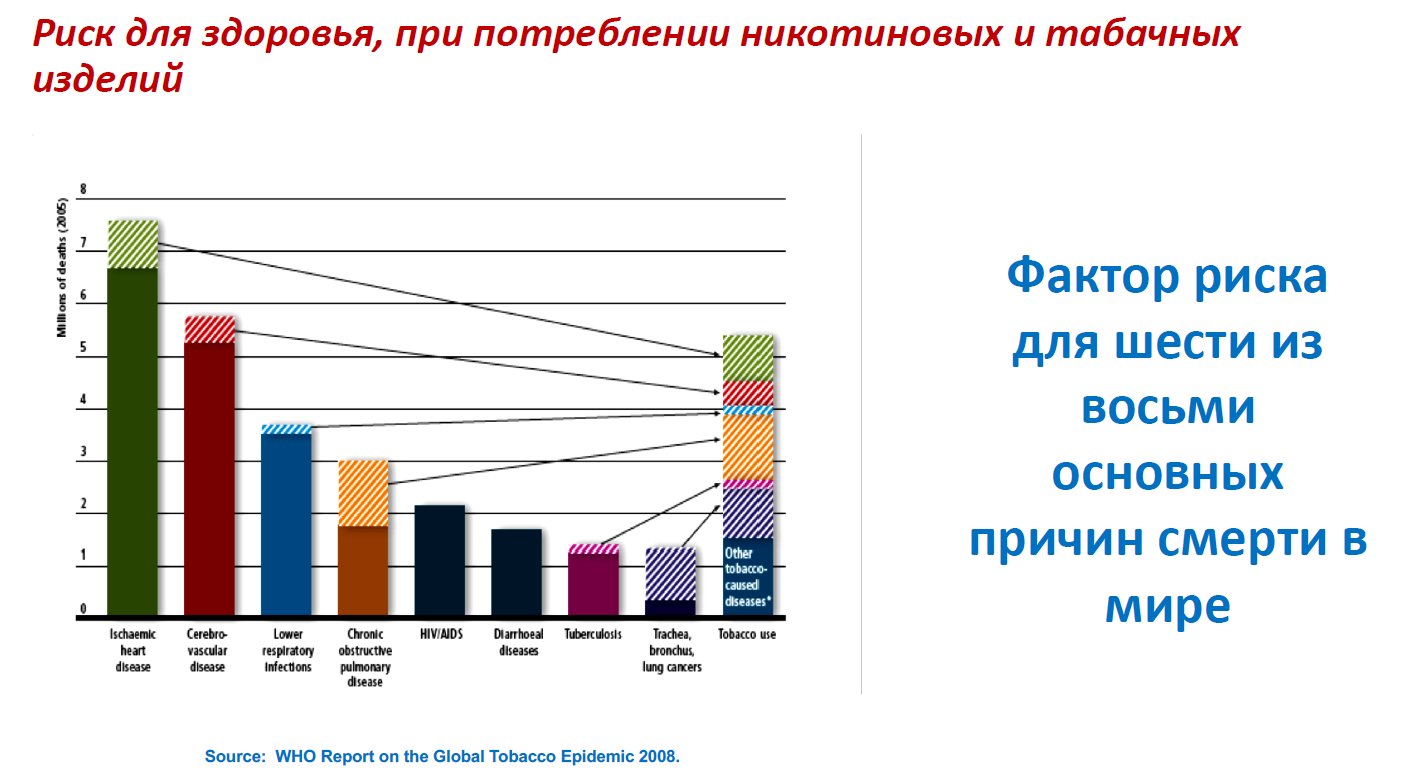 Риск для здоровья, при потреблении никотиновых и табачных
изделий
Millions of deaths (2005)
8
7
6
5
4
3
2
1
0
Other
tobacco-
caused
diseases*
Ischaemic
heart
disease
Cerebro-
vascular
disease
Lower
respiratory
infections
Chronic
obstructive
pulmonary
disease
HIV/AIDS
Diarrhoeal
diseases
Tuberculosis
Trachea,
bronchus,
lung cancers
Tobacco use
Фактор риска
для шести из
восьми
основных
причин смерти в
мире
Source: WHO Report on the Global Tobacco Epidemic 2008.